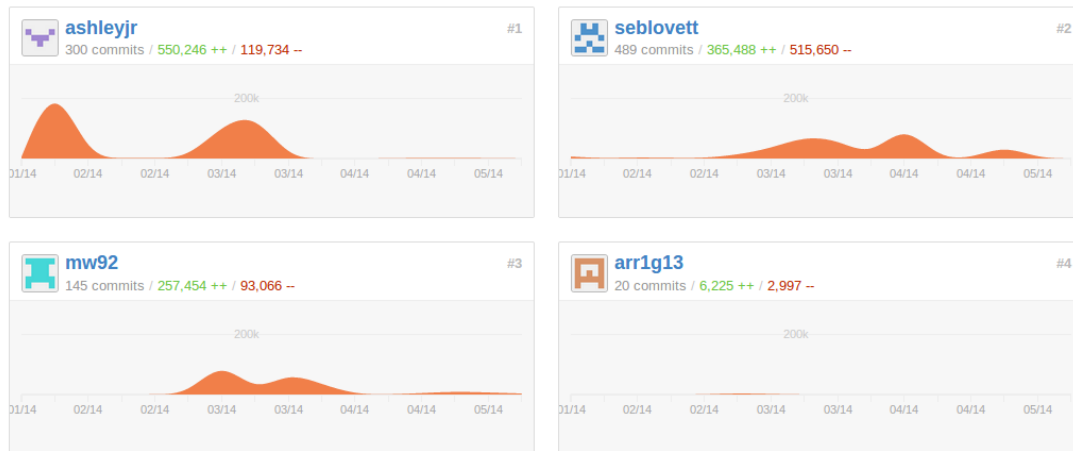 ashleyjr #1
300 commits / 550,246 ++ / 119,734 --
200k
01/14 02/14 02/14 03/14 03/14 04/14 04/14 05/14
seblovett #2
489 commits / 365,488 ++ / 515,650 --
200k
01/14 02/14 02/14 03/14 03/14 04/14 04/14 05/14
mw92 #3
145 commits / 257,454 ++ / 93,066 --
200k
01/14 02/14 02/14 03/14 03/14 04/14 04/14 05/14
arr1g13 #4
20 commits / 6,225 ++ / 2,997 --
200k
01/14 02/14 02/14 03/14 03/14 04/14 04/14 05/14